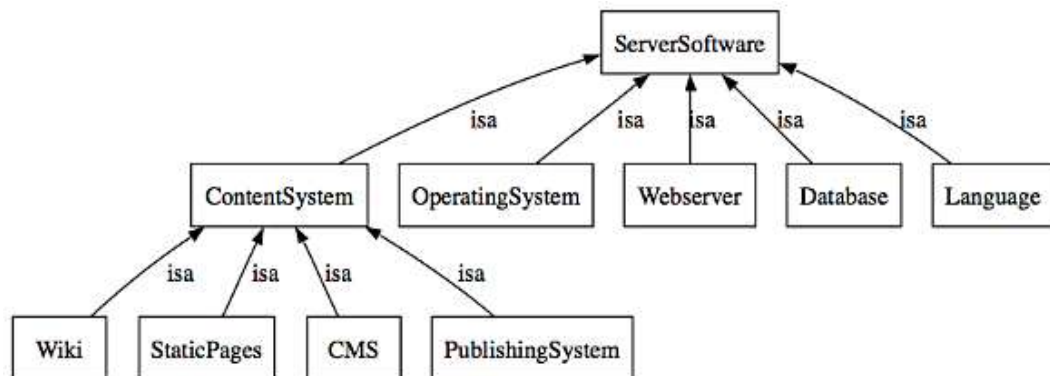 ServerSoftware
isa isa isa isa isa
ContentSystem OperatingSystem Webserver Database Language
isa isa isa isa
Wiki StaticPages CMS PublishingSystem